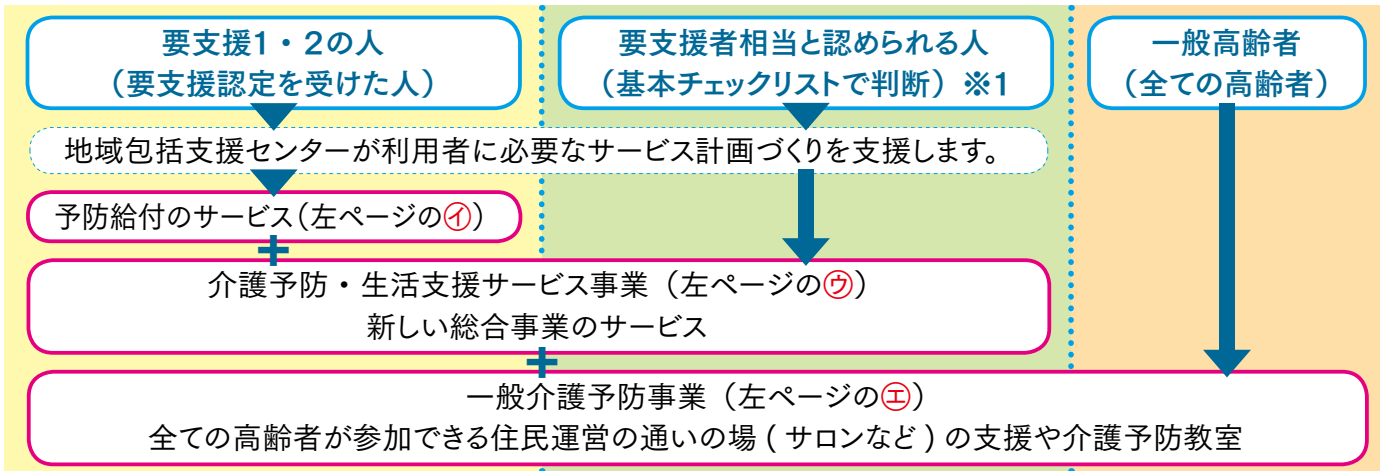 要支援1・2の人
（要支援認定を受けた人）
要支援者相当と認められる人
（基本チェックリストで判断）※1
一般高齢者
（全ての高齢者）
地域包括支援センターが利用者に必要なサービス計画づくりを支援します。
予防給付のサービス（左ページの㋑）
＋
介護予防・生活支援サービス事業（左ページの㋒）
新しい総合事業のサービス
＋
一般介護予防事業（左ページの㋓）
全ての高齢者が参加できる住民運営の通いの場（サロンなど）の支援や介護予防教室